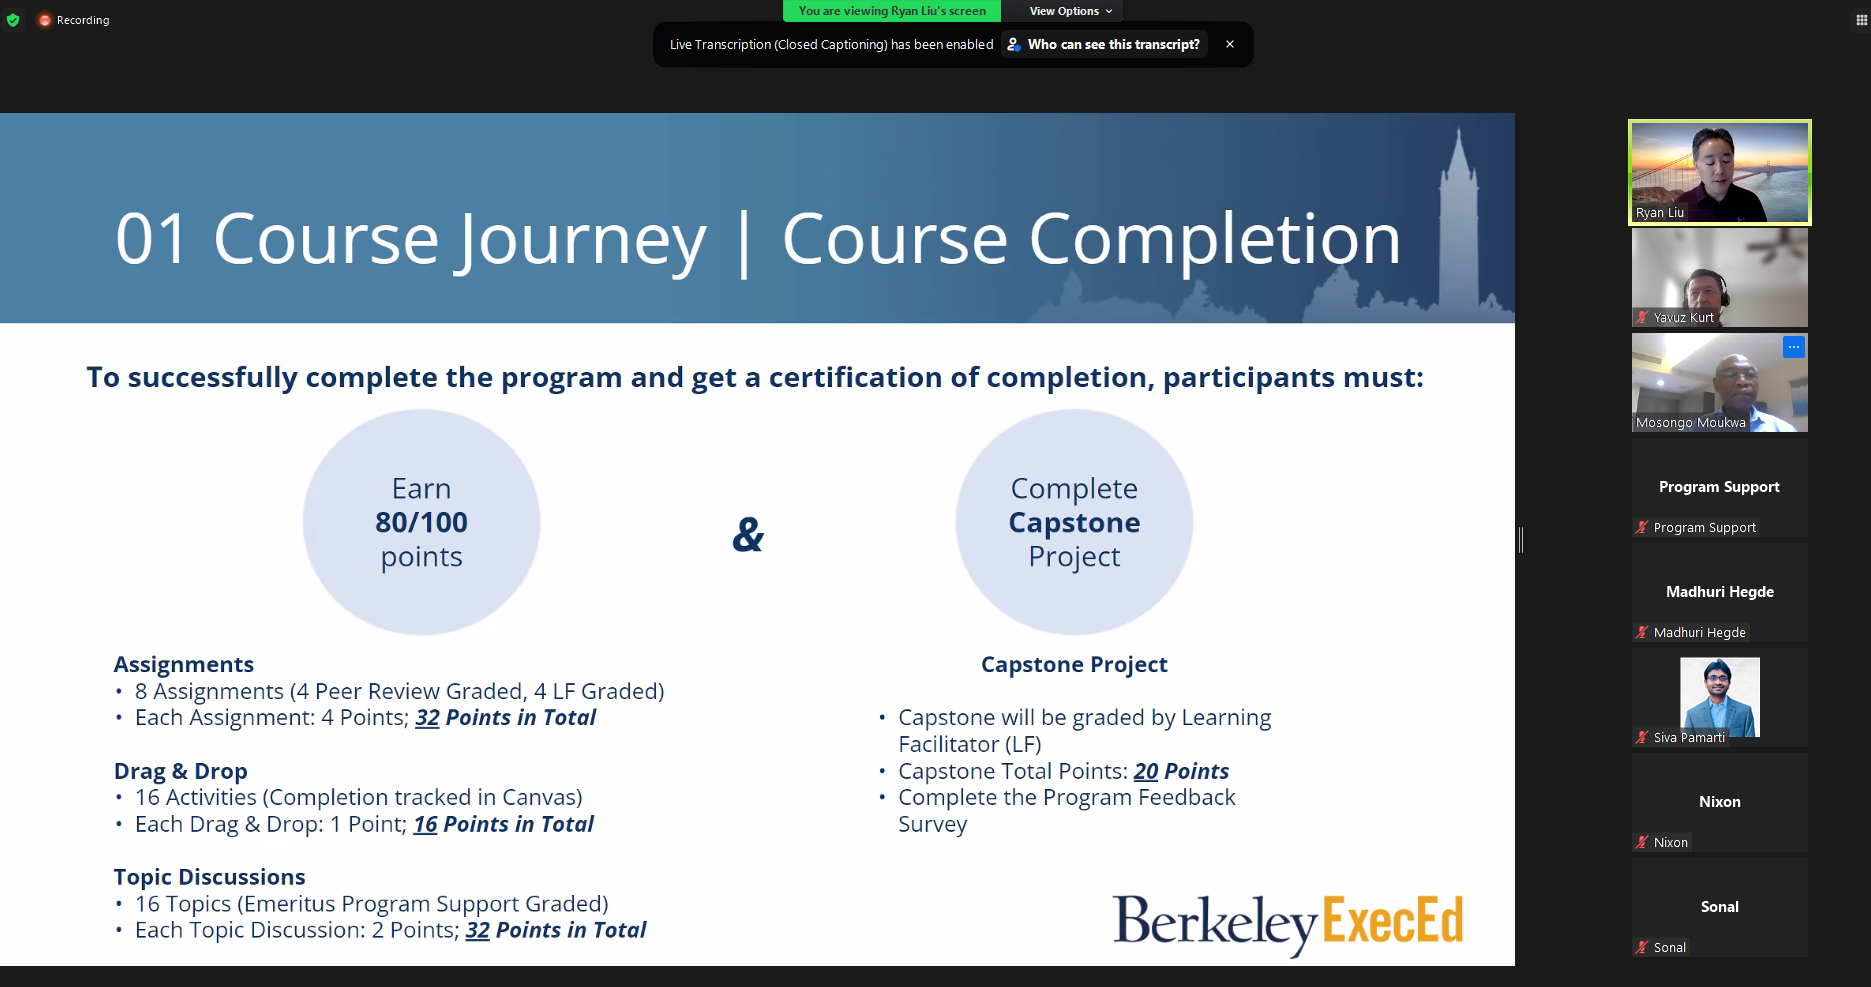 Recording
You are viewing Ryan Liu's screen
View Options
Live Transcription (Closed Captioning) has been enabled
Who can see this transcript?
01 Course Journey | Course Completion
To successfully complete the program and get a certification of completion, participants must:
Earn
80/100
points
&
Complete
Capstone
Project
Assignments
• 8 Assignments (4 Peer Review Graded, 4 LF Graded)
• Each Assignment: 4 Points; 32 Points in Total
Drag & Drop
• 16 Activities (Completion tracked in Canvas)
• Each Drag & Drop: 1 Point; 16 Points in Total
Topic Discussions
• 16 Topics (Emeritus Program Support Graded)
• Each Topic Discussion: 2 Points; 32 Points in Total
Capstone Project
• Capstone will be graded by Learning
Facilitator (LF)
• Capstone Total Points: 20 Points
• Complete the Program Feedback
Survey
Berkeley ExecEd
Ryan Liu
Yavuz Kurt
Mosongo Moukwa
Program Support
Program Support
Madhuri Hegde
Madhuri Hegde
Siva Pamarti
Nixon
Nixon
Sonal
Sonal